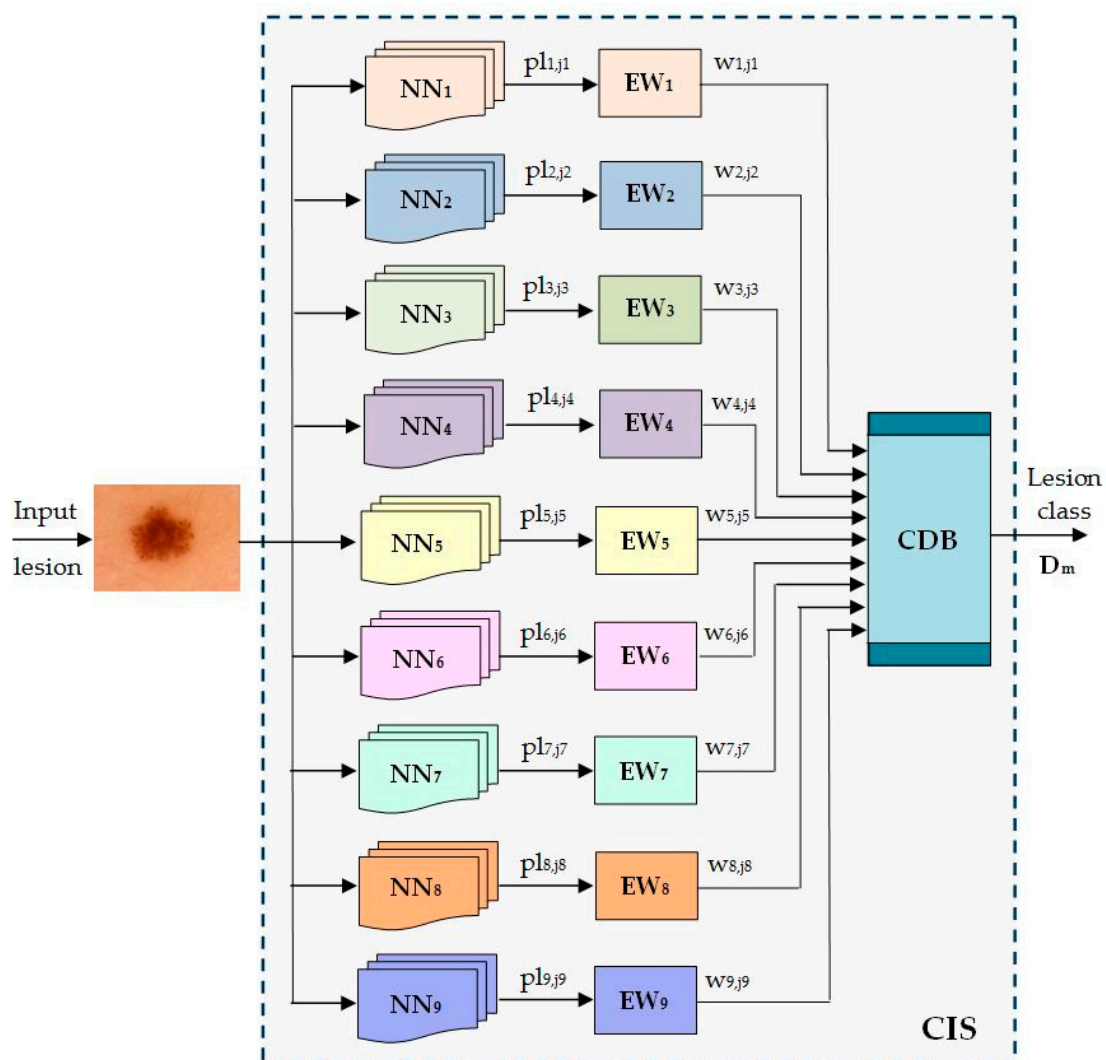 pl1,j1 w1,j1
NN1 EW1
pl2,j2 w2,j2
NN2 EW2
pl3,j3 w3,j3
NN3 EW3
pl4,j4 w4,j4
NN4 EW4
Input
lesion
pl5,j5 w5,j5
NN5 EW5
CDB
Lesion
class
Dm
pl6,j6 w6,j6
NN6 EW6
pl7,j7 w7,j7
NN7 EW7
pl8,j8 w8,j8
NN8 EW8
pl9,j9 w9,j9
NN9 EW9
CIS